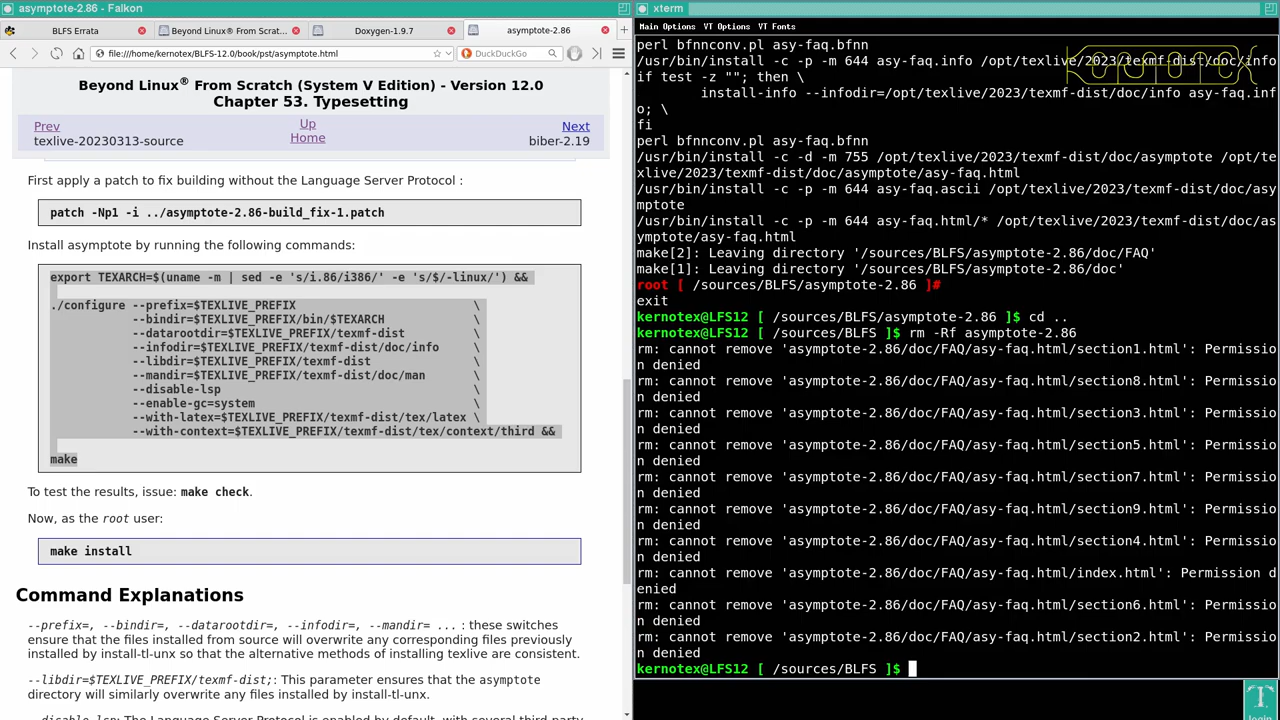 asymptote-2.86 - Falkon
BLFS Errata
Beyond Linux® From Scrat...
Doxygen-1.9.7
asymptote-2.86
file:///home/kernotex/BLFS-12.0/book/pst/asymptote.html
DuckDuckGo
Beyond Linux® From Scratch (System V Edition) - Version 12.0
Chapter 53. Typesetting
Prev
Up
Next
texlive-20230313-source
Home
biber-2.19
First apply a patch to fix building without the Language Server Protocol :
patch -Np1 -i ../asymptote-2.86-build_fix-1.patch
Install asymptote by running the following commands:
export TEXARCH=$(uname -m | sed -e 's/i.86/i386/' -e 's/$/-linux/') &&
./configure --prefix=$TEXLIVE_PREFIX \
--bindir=$TEXLIVE_PREFIX/bin/$TEXARCH \
--datarootdir=$TEXLIVE_PREFIX/texmf-dist \
--infodir=$TEXLIVE_PREFIX/texmf-dist/doc/info \
--libdir=$TEXLIVE_PREFIX/texmf-dist \
--mandir=$TEXLIVE_PREFIX/texmf-dist/doc/man \
--disable-lsp \
--enable-gc=system \
--with-latex=$TEXLIVE_PREFIX/texmf-dist/tex/latex \
--with-context=$TEXLIVE_PREFIX/texmf-dist/tex/context/third &&
make
To test the results, issue: make check.
Now, as the root user:
make install
Command Explanations
--prefix=, --bindir=, --datarootdir=, --infodir=, --mandir= ... : these switches
ensure that the files installed from source will overwrite any corresponding files previously
installed by install-tl-unx so that the alternative methods of installing texlive are consistent.
--libdir=$TEXLIVE_PREFIX/texmf-dist;: This parameter ensures that the asymptote
directory will similarly overwrite any files installed by install-tl-unx.
--disable-lsp: The Language Server Protocol is enabled by default, with several third party
xterm
Main Options VT Options VT Fonts
Kernotex
perl bfnnconv.pl asy-faq.bfnn
/usr/bin/install -c -p -m 644 asy-faq.info /opt/texlive/2023/texmf-dist/doc/info
if test -z ""; then \
install-info --infodir=/opt/texlive/2023/texmf-dist/doc/info asy-faq.inf
o; \
fi
perl bfnnconv.pl asy-faq.bfnn
/usr/bin/install -c -d -m 755 /opt/texlive/2023/texmf-dist/doc/asymptote /opt/te
xlive/2023/texmf-dist/doc/asymptote/asy-faq.html
/usr/bin/install -c -p -m 644 asy-faq.ascii /opt/texlive/2023/texmf-dist/doc/asy
mptote
/usr/bin/install -c -p -m 644 asy-faq.html/* /opt/texlive/2023/texmf-dist/doc/as
ymptote/asy-faq.html
make[2]: Leaving directory '/sources/BLFS/asymptote-2.86/doc/FAQ'
make[1]: Leaving directory '/sources/BLFS/asymptote-2.86/doc'
root [ /sources/BLFS/asymptote-2.86 ]#
exit
kernotex@LFS12 [ /sources/BLFS/asymptote-2.86 ]$ cd ..
kernotex@LFS12 [ /sources/BLFS ]$ rm -Rf asymptote-2.86
rm: cannot remove 'asymptote-2.86/doc/FAQ/asy-faq.html/section1.html': Permissio
n denied
rm: cannot remove 'asymptote-2.86/doc/FAQ/asy-faq.html/section8.html': Permissio
n denied
rm: cannot remove 'asymptote-2.86/doc/FAQ/asy-faq.html/section3.html': Permissio
n denied
rm: cannot remove 'asymptote-2.86/doc/FAQ/asy-faq.html/section5.html': Permissio
n denied
rm: cannot remove 'asymptote-2.86/doc/FAQ/asy-faq.html/section7.html': Permissio
n denied
rm: cannot remove 'asymptote-2.86/doc/FAQ/asy-faq.html/section9.html': Permissio
n denied
rm: cannot remove 'asymptote-2.86/doc/FAQ/asy-faq.html/section4.html': Permissio
n denied
rm: cannot remove 'asymptote-2.86/doc/FAQ/asy-faq.html/index.html': Permission d
enied
rm: cannot remove 'asymptote-2.86/doc/FAQ/asy-faq.html/section6.html': Permissio
n denied
rm: cannot remove 'asymptote-2.86/doc/FAQ/asy-faq.html/section2.html': Permissio
n denied
kernotex@LFS12 [ /sources/BLFS ]$
login